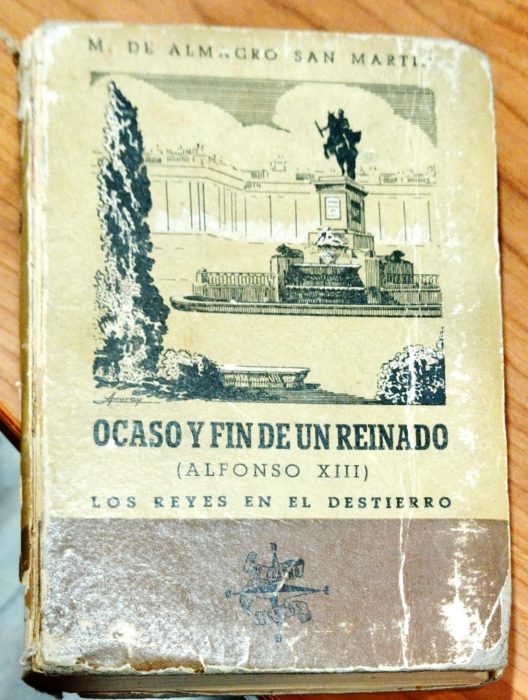 M. DE ALMAGRO SAN MARTIN
OCASO Y FIN DE UN REINADO
(ALFONSO XIII)
LOS REYES EN EL DESTIERRO